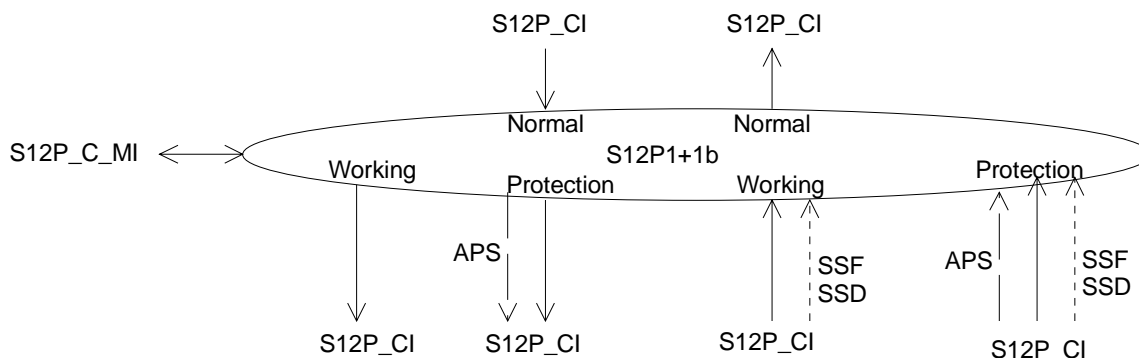 S12P_CI S12P_CI
Normal Normal
S12P_C_MI S12P1+1b
Working Protection Working Protection
APS SSF APS SSF
SSD SSD
S12P_CI S12P_CI S12P_CI S12P_CI